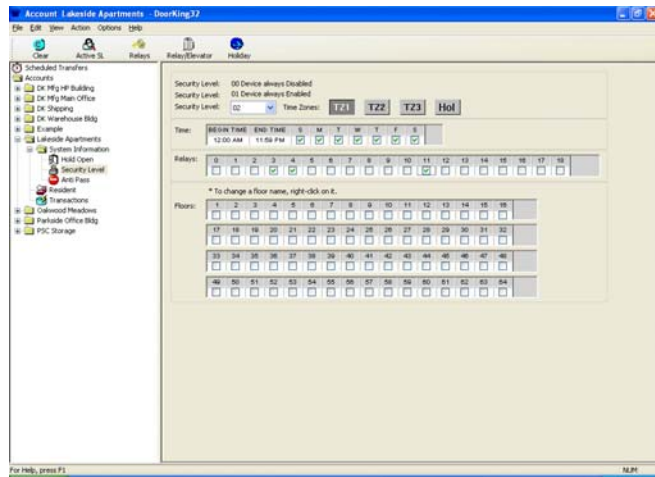 Account Lakeside Apartments - DoorKing32
File Edit View Action Options Help
Clear Active SL Relays Relay/Elevator Holiday
Scheduled Transfers
Accounts
DK Mfg HP Building
DK Mfg Main Office
DK Shipping
DK Warehouse Bldg
Example
Lakeside Apartments
System Information
Hold Open
Security Level
Anti Pass
Resident
Transactions
Oakwood Meadows
Parkside Office Bldg
PSC Storage
Security Level: 00 Device always Disabled
Security Level: 01 Device always Enabled
Security Level: 02 Time Zones: TZ1 TZ2 TZ3 Hol
Time: BEGIN TIME END TIME S M T W T F S
12:00 AM 11:59 PM
Relays: 0 1 2 3 4 5 6 7 8 9 10 11 12 13 14 15 16 17 18
* To change a floor name, right-click on it.
Floors: 1 2 3 4 5 6 7 8 9 10 11 12 13 14 15 16
17 18 19 20 21 22 23 24 25 26 27 28 29 30 31 32
33 34 35 36 37 38 39 40 41 42 43 44 45 46 47 48
49 50 51 52 53 54 55 56 57 58 59 60 61 62 63 64
For Help, press F1
NUM